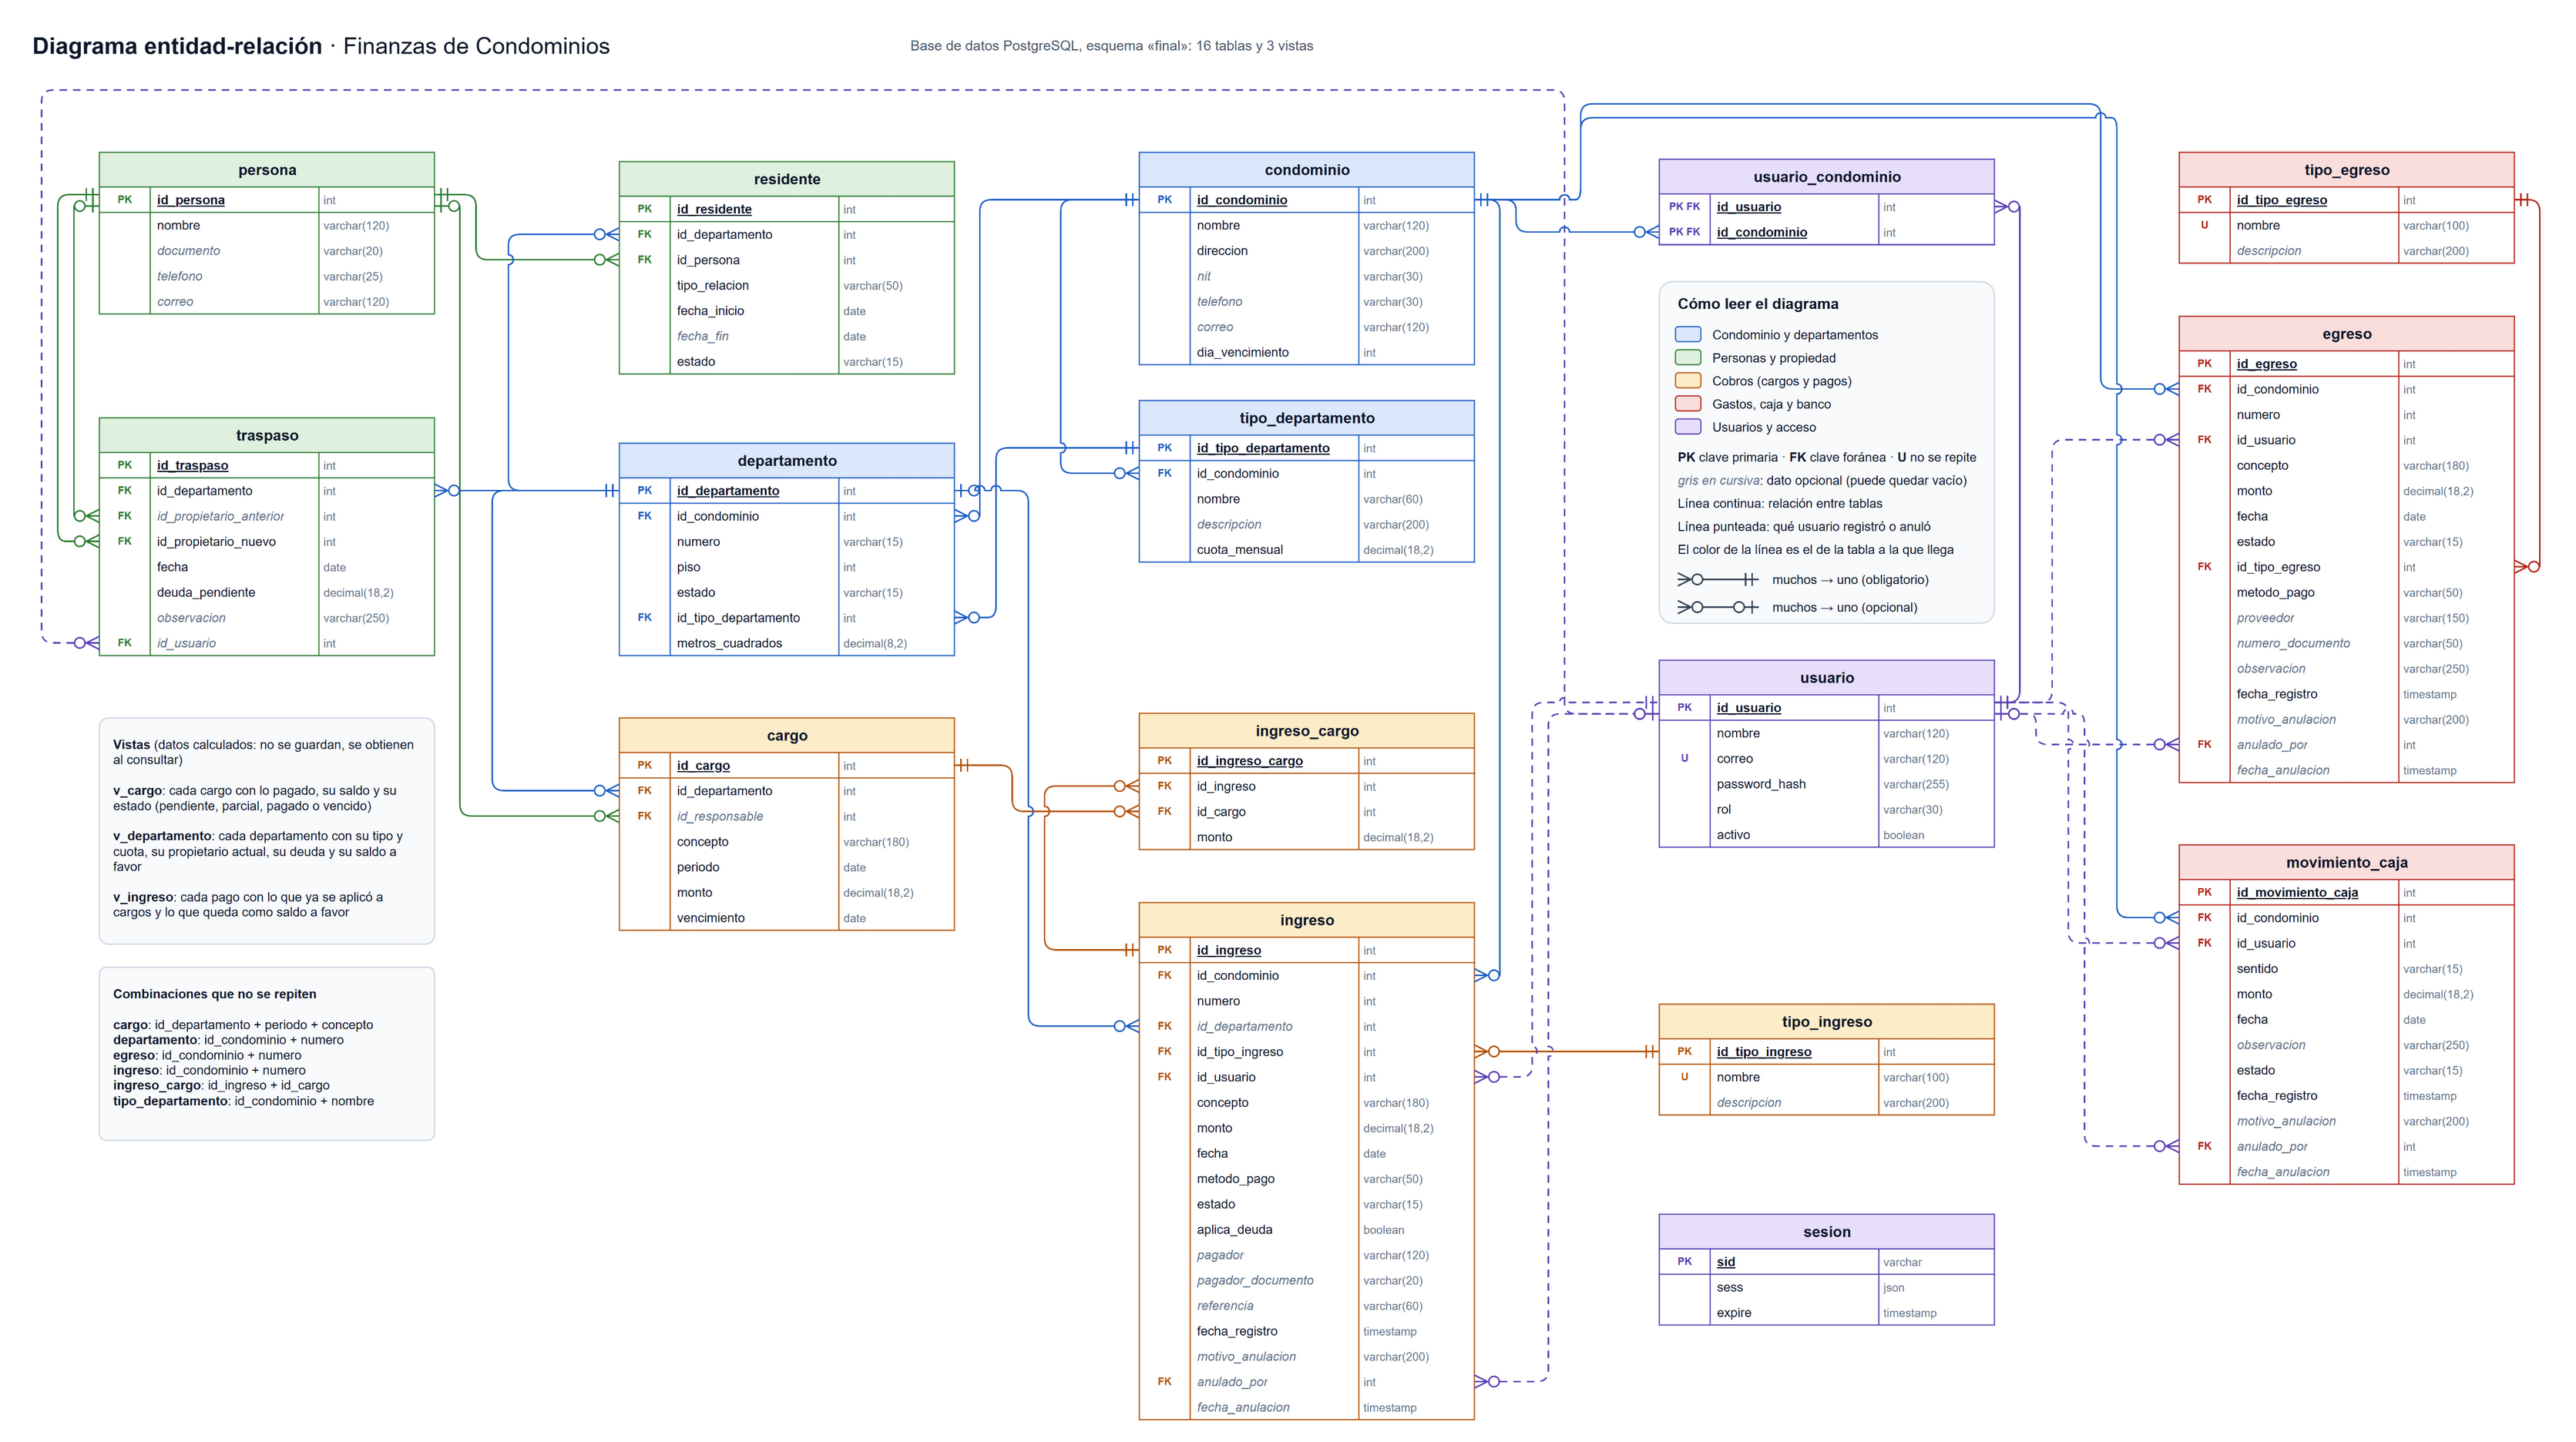 Diagrama entidad-relación · Finanzas de Condominios
Base de datos PostgreSQL, esquema «final»: 16 tablas y 3 vistas
persona
PK id_persona int
nombre varchar(120)
documento varchar(20)
telefono varchar(25)
correo varchar(120)
traspaso
PK id_traspaso int
FK id_departamento int
FK id_propietario_anterior int
FK id_propietario_nuevo int
fecha date
deuda_pendiente decimal(18,2)
observacion varchar(250)
FK id_usuario int
Vistas (datos calculados: no se guardan, se obtienen
al consultar)
v_cargo: cada cargo con lo pagado, su saldo y su
estado (pendiente, parcial, pagado o vencido)
v_departamento: cada departamento con su tipo y
cuota, su propietario actual, su deuda y su saldo a
favor
v_ingreso: cada pago con lo que ya se aplicó a
cargos y lo que queda como saldo a favor
Combinaciones que no se repiten
cargo: id_departamento + periodo + concepto
departamento: id_condominio + numero
egreso: id_condominio + numero
ingreso: id_condominio + numero
ingreso_cargo: id_ingreso + id_cargo
tipo_departamento: id_condominio + nombre
residente
PK id_residente int
FK id_departamento int
FK id_persona int
tipo_relacion varchar(50)
fecha_inicio date
fecha_fin date
estado varchar(15)
departamento
PK id_departamento int
FK id_condominio int
numero varchar(15)
piso int
estado varchar(15)
FK id_tipo_departamento int
metros_cuadrados decimal(8,2)
cargo
PK id_cargo int
FK id_departamento int
FK id_responsable int
concepto varchar(180)
periodo date
monto decimal(18,2)
vencimiento date
condominio
PK id_condominio int
nombre varchar(120)
direccion varchar(200)
nit varchar(30)
telefono varchar(30)
correo varchar(120)
dia_vencimiento int
tipo_departamento
PK id_tipo_departamento int
FK id_condominio int
nombre varchar(60)
descripcion varchar(200)
cuota_mensual decimal(18,2)
ingreso_cargo
PK id_ingreso_cargo int
FK id_ingreso int
FK id_cargo int
monto decimal(18,2)
ingreso
PK id_ingreso int
FK id_condominio int
numero int
FK id_departamento int
FK id_tipo_ingreso int
FK id_usuario int
concepto varchar(180)
monto decimal(18,2)
fecha date
metodo_pago varchar(50)
estado varchar(15)
aplica_deuda boolean
pagador varchar(120)
pagador_documento varchar(20)
referencia varchar(60)
fecha_registro timestamp
motivo_anulacion varchar(200)
FK anulado_por int
fecha_anulacion timestamp
usuario_condominio
PK FK id_usuario int
PK FK id_condominio int
Cómo leer el diagrama
Condominio y departamentos
Personas y propiedad
Cobros (cargos y pagos)
Gastos, caja y banco
Usuarios y acceso
PK clave primaria · FK clave foránea · U no se repite
gris en cursiva: dato opcional (puede quedar vacío)
Línea continua: relación entre tablas
Línea punteada: qué usuario registró o anuló
El color de la línea es el de la tabla a la que llega
muchos → uno (obligatorio)
muchos → uno (opcional)
usuario
PK id_usuario int
nombre varchar(120)
U correo varchar(120)
password_hash varchar(255)
rol varchar(30)
activo boolean
tipo_ingreso
PK id_tipo_ingreso int
U nombre varchar(100)
descripcion varchar(200)
sesion
PK sid varchar
sess json
expire timestamp
tipo_egreso
PK id_tipo_egreso int
U nombre varchar(100)
descripcion varchar(200)
egreso
PK id_egreso int
FK id_condominio int
numero int
FK id_usuario int
concepto varchar(180)
monto decimal(18,2)
fecha date
estado varchar(15)
FK id_tipo_egreso int
metodo_pago varchar(50)
proveedor varchar(150)
numero_documento varchar(50)
observacion varchar(250)
fecha_registro timestamp
motivo_anulacion varchar(200)
FK anulado_por int
fecha_anulacion timestamp
movimiento_caja
PK id_movimiento_caja int
FK id_condominio int
FK id_usuario int
sentido varchar(15)
monto decimal(18,2)
fecha date
observacion varchar(250)
estado varchar(15)
fecha_registro timestamp
motivo_anulacion varchar(200)
FK anulado_por int
fecha_anulacion timestamp